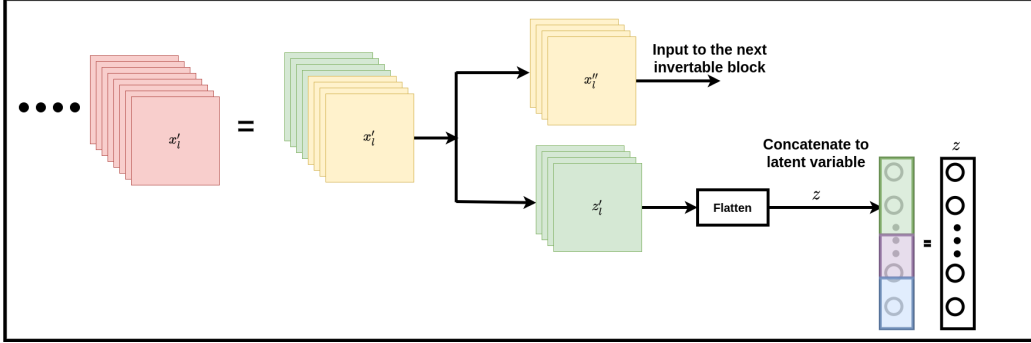 x'_l
=
x'_l
x''_l
Input to the next
invertable block
z'_l
Flatten
z
Concatenate to
latent variable
=
z